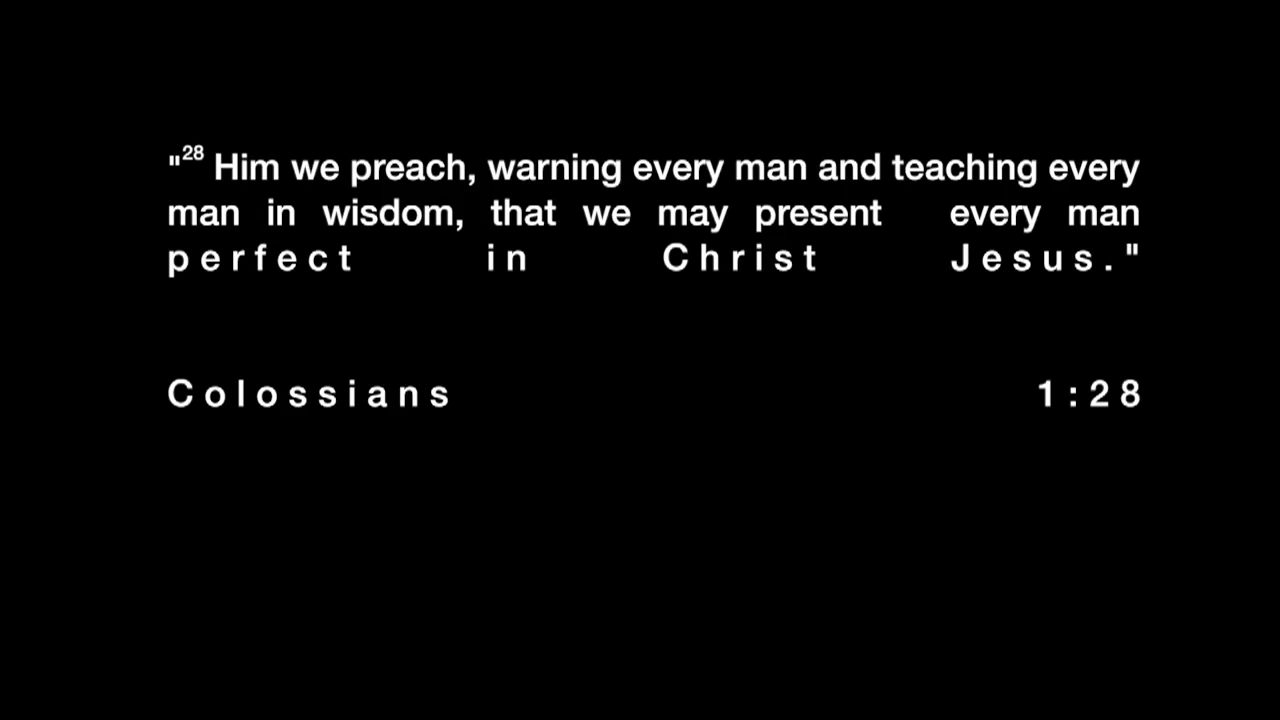 "28 Him we preach, warning every man and teaching every
man in wisdom, that we may present every man
perfect in Christ Jesus."
Colossians 1:28